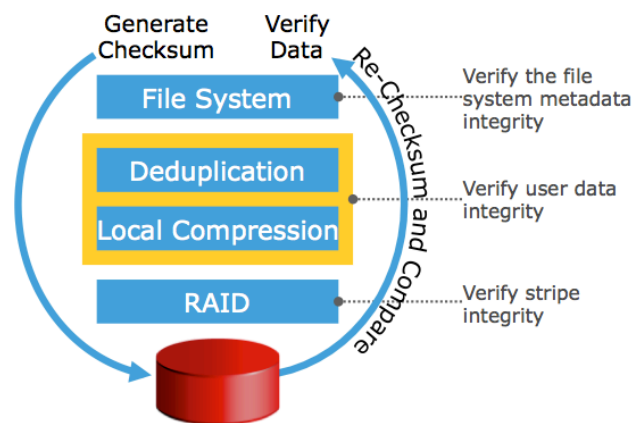 Generate
Checksum
Verify
Data
Re-Checksum and Compare
File System
Verify the file
system metadata
integrity
Deduplication
Local Compression
Verify user data
integrity
RAID
Verify stripe
integrity